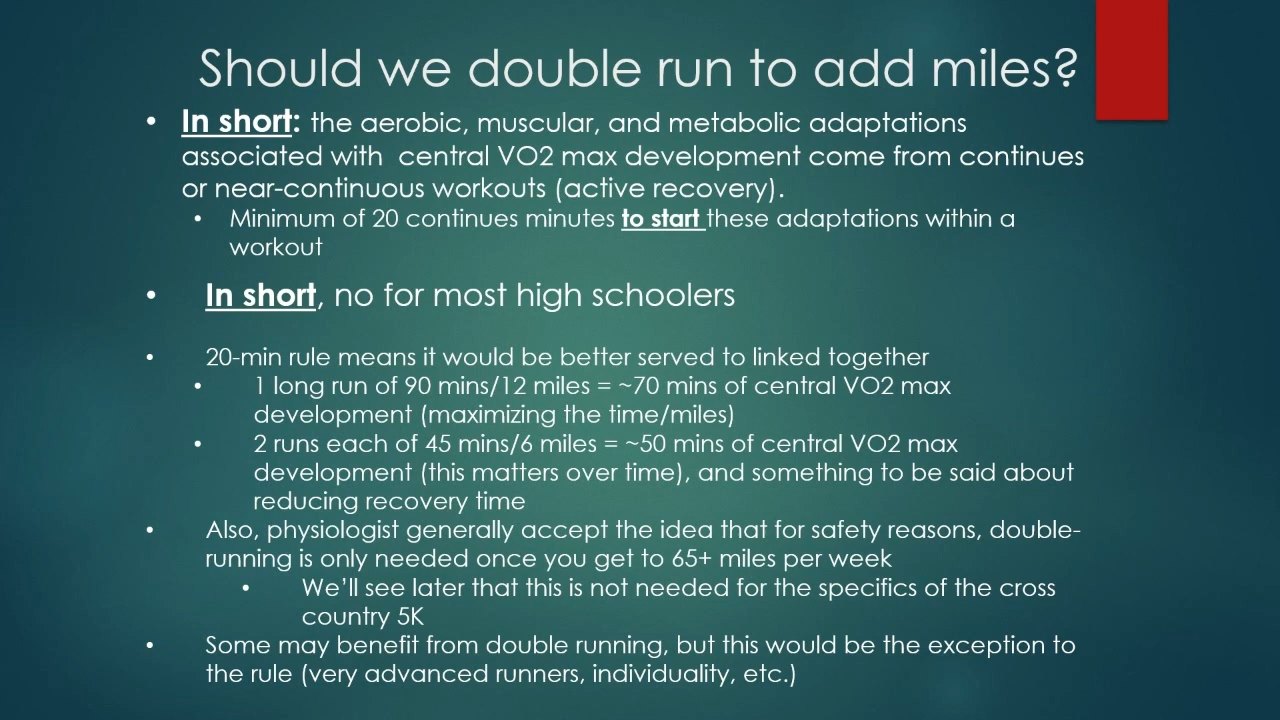 Should we double run to add miles?
• In short: the aerobic, muscular, and metabolic adaptations
associated with  central VO2 max development come from continues
or near-continuous workouts (active recovery).
• Minimum of 20 continues minutes to start these adaptations within a
workout
• In short, no for most high schoolers
• 20-min rule means it would be better served to linked together
• 1 long run of 90 mins/12 miles = ~70 mins of central VO2 max
development (maximizing the time/miles)
• 2 runs each of 45 mins/6 miles = ~50 mins of central VO2 max
development (this matters over time), and something to be said about
reducing recovery time
• Also, physiologist generally accept the idea that for safety reasons, double-
running is only needed once you get to 65+ miles per week
• We’ll see later that this is not needed for the specifics of the cross
country 5K
• Some may benefit from double running, but this would be the exception to
the rule (very advanced runners, individuality, etc.)